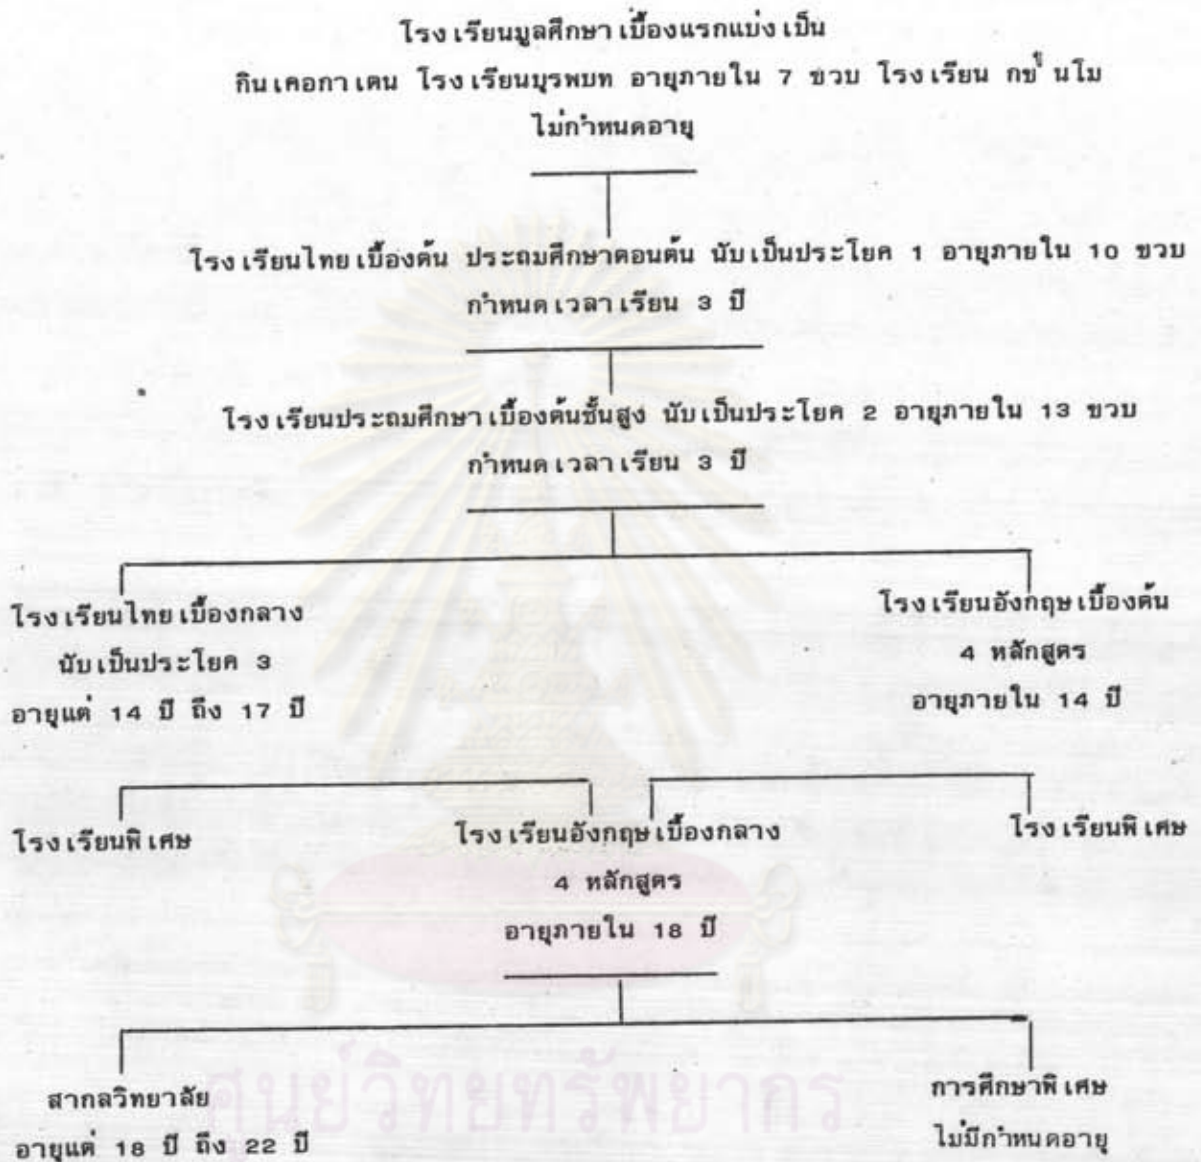 โรงเรียนมูลศึกษาเบื้องแรกแบ่งเป็น
กินเคอกาเตน โรงเรียนบุรพบท อายุภายใน 7 ขวบ โรงเรียน ก ข นโม
ไม่กำหนดอายุ
โรงเรียนไทยเบื้องต้น ประถมศึกษาตอนต้น นับเป็นประโยค 1 อายุภายใน 10 ขวบ
กำหนดเวลาเรียน 3 ปี
โรงเรียนประถมศึกษาเบื้องต้นชั้นสูง นับเป็นประโยค 2 อายุภายใน 13 ขวบ
กำหนดเวลาเรียน 3 ปี
โรงเรียนไทยเบื้องกลาง
นับเป็นประโยค 3
อายุแต่ 14 ปี ถึง 17 ปี
โรงเรียนอังกฤษเบื้องต้น
4 หลักสูตร
อายุภายใน 14 ปี
โรงเรียนพิเศษ
โรงเรียนอังกฤษเบื้องกลาง
4 หลักสูตร
อายุภายใน 18 ปี
โรงเรียนพิเศษ
สากลวิทยาลัย
อายุแต่ 18 ปี ถึง 22 ปี
การศึกษาพิเศษ
ไม่มีกำหนดอายุ
ศูนย์วิทยทรัพยากร